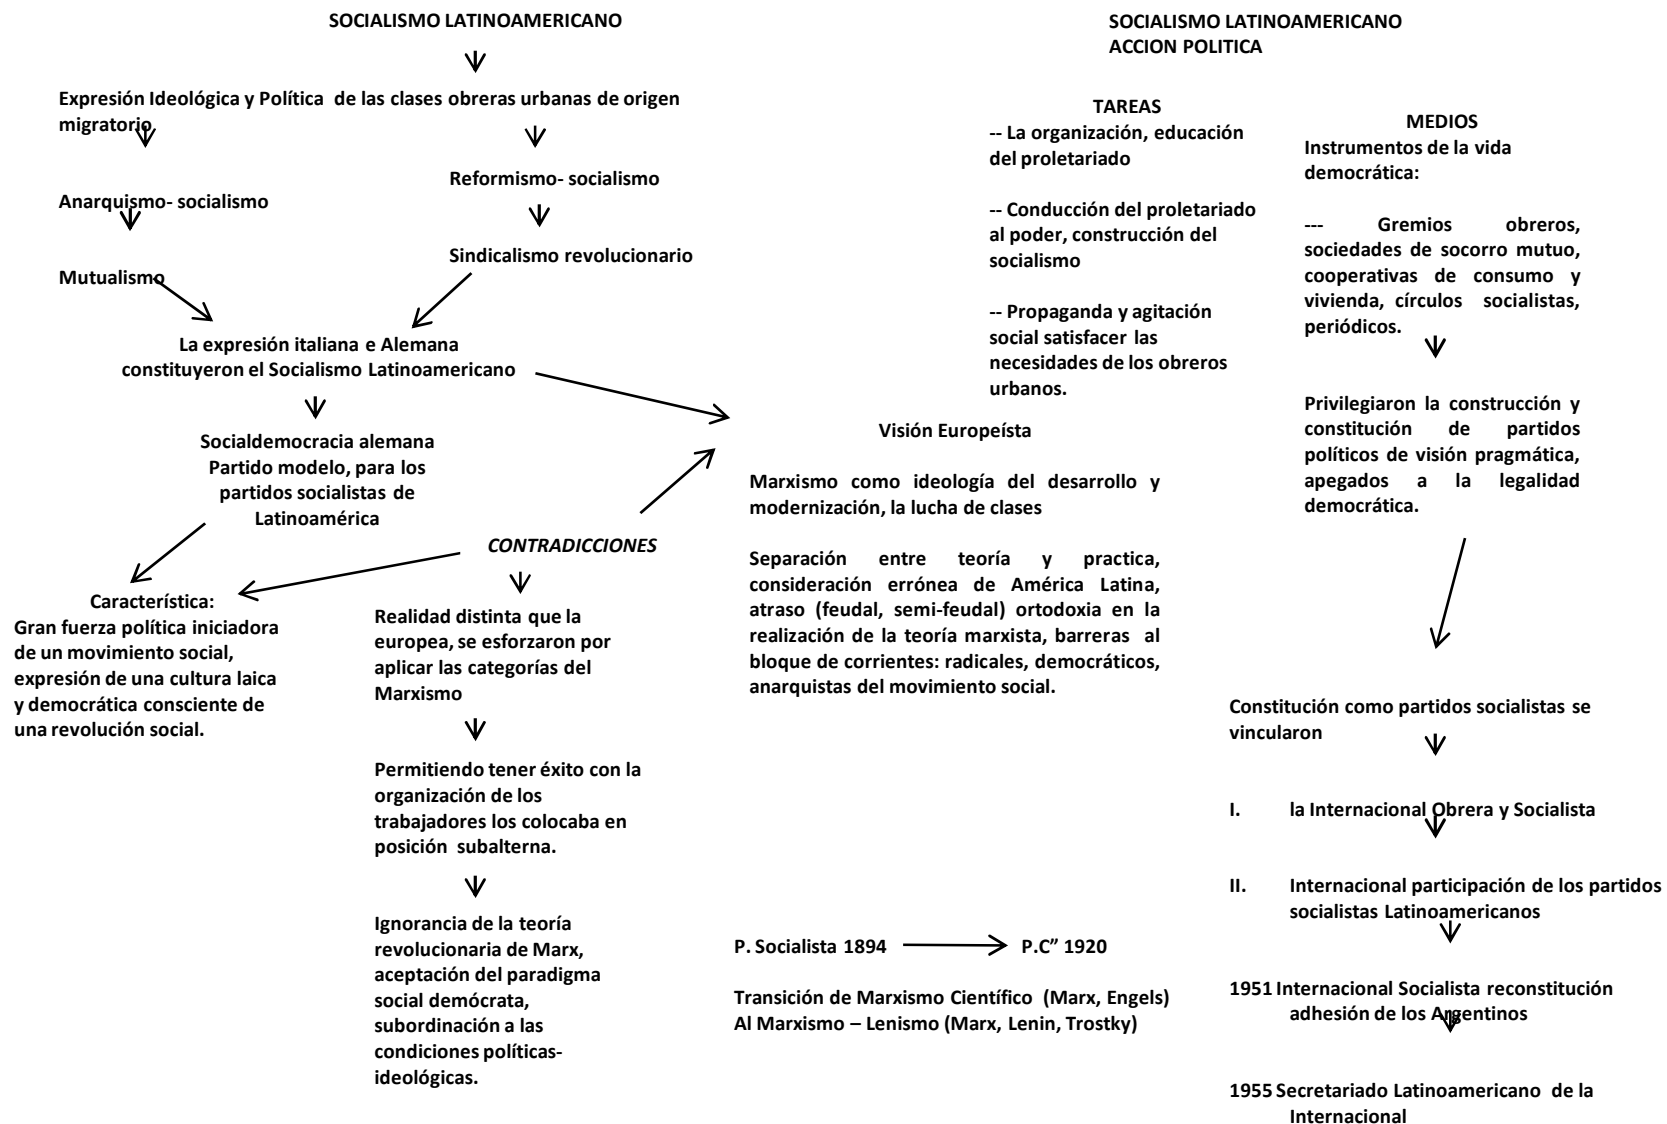 SOCIALISMO LATINOAMERICANO
Expresión Ideológica y Política  de las clases obreras urbanas de origen
migratorio
Anarquismo- socialismo
Mutualismo
Reformismo- socialismo
Sindicalismo revolucionario
La expresión italiana e Alemana
constituyeron el Socialismo Latinoamericano
Socialdemocracia alemana
Partido modelo, para los
partidos socialistas de
Latinoamérica
CONTRADICCIONES
Característica:
Gran fuerza política iniciadora
de un movimiento social,
expresión de una cultura laica
y democrática consciente de
una revolución social.
Realidad distinta que la
europea, se esforzaron por
aplicar las categorías del
Marxismo
Permitiendo tener éxito con la
organización de los
trabajadores los colocaba en
posición  subalterna.
Ignorancia de la teoría
revolucionaria de Marx,
aceptación del paradigma
social demócrata,
subordinación a las
condiciones políticas-
ideológicas.
Visión Europeísta
Marxismo como ideología del desarrollo y
modernización, la lucha de clases
Separación entre teoría y practica,
consideración errónea de América Latina,
atraso (feudal, semi-feudal) ortodoxia en la
realización de la teoría marxista, barreras  al
bloque de corrientes: radicales, democráticos,
anarquistas del movimiento social.
P. Socialista 1894
P.C” 1920
Transición de Marxismo Científico  (Marx, Engels)
Al Marxismo – Lenismo (Marx, Lenin, Trostky)
SOCIALISMO LATINOAMERICANO
ACCION POLITICA
TAREAS
-- La organización, educación
del proletariado
-- Conducción del proletariado
al poder, construcción del
socialismo
-- Propaganda y agitación
social satisfacer las
necesidades de los obreros
urbanos.
MEDIOS
Instrumentos de la vida
democrática:
--- Gremios obreros,
sociedades de socorro mutuo,
cooperativas de consumo y
vivienda, círculos  socialistas,
periódicos.
Privilegiaron la construcción y
constitución de partidos
políticos de visión pragmática,
apegados a la legalidad
democrática.
Constitución como partidos socialistas se
vincularon
I. la Internacional Obrera y Socialista
II. Internacional participación de los partidos
socialistas Latinoamericanos
1951 Internacional Socialista reconstitución
adhesión de los Argentinos
1955 Secretariado Latinoamericano  de la
Internacional